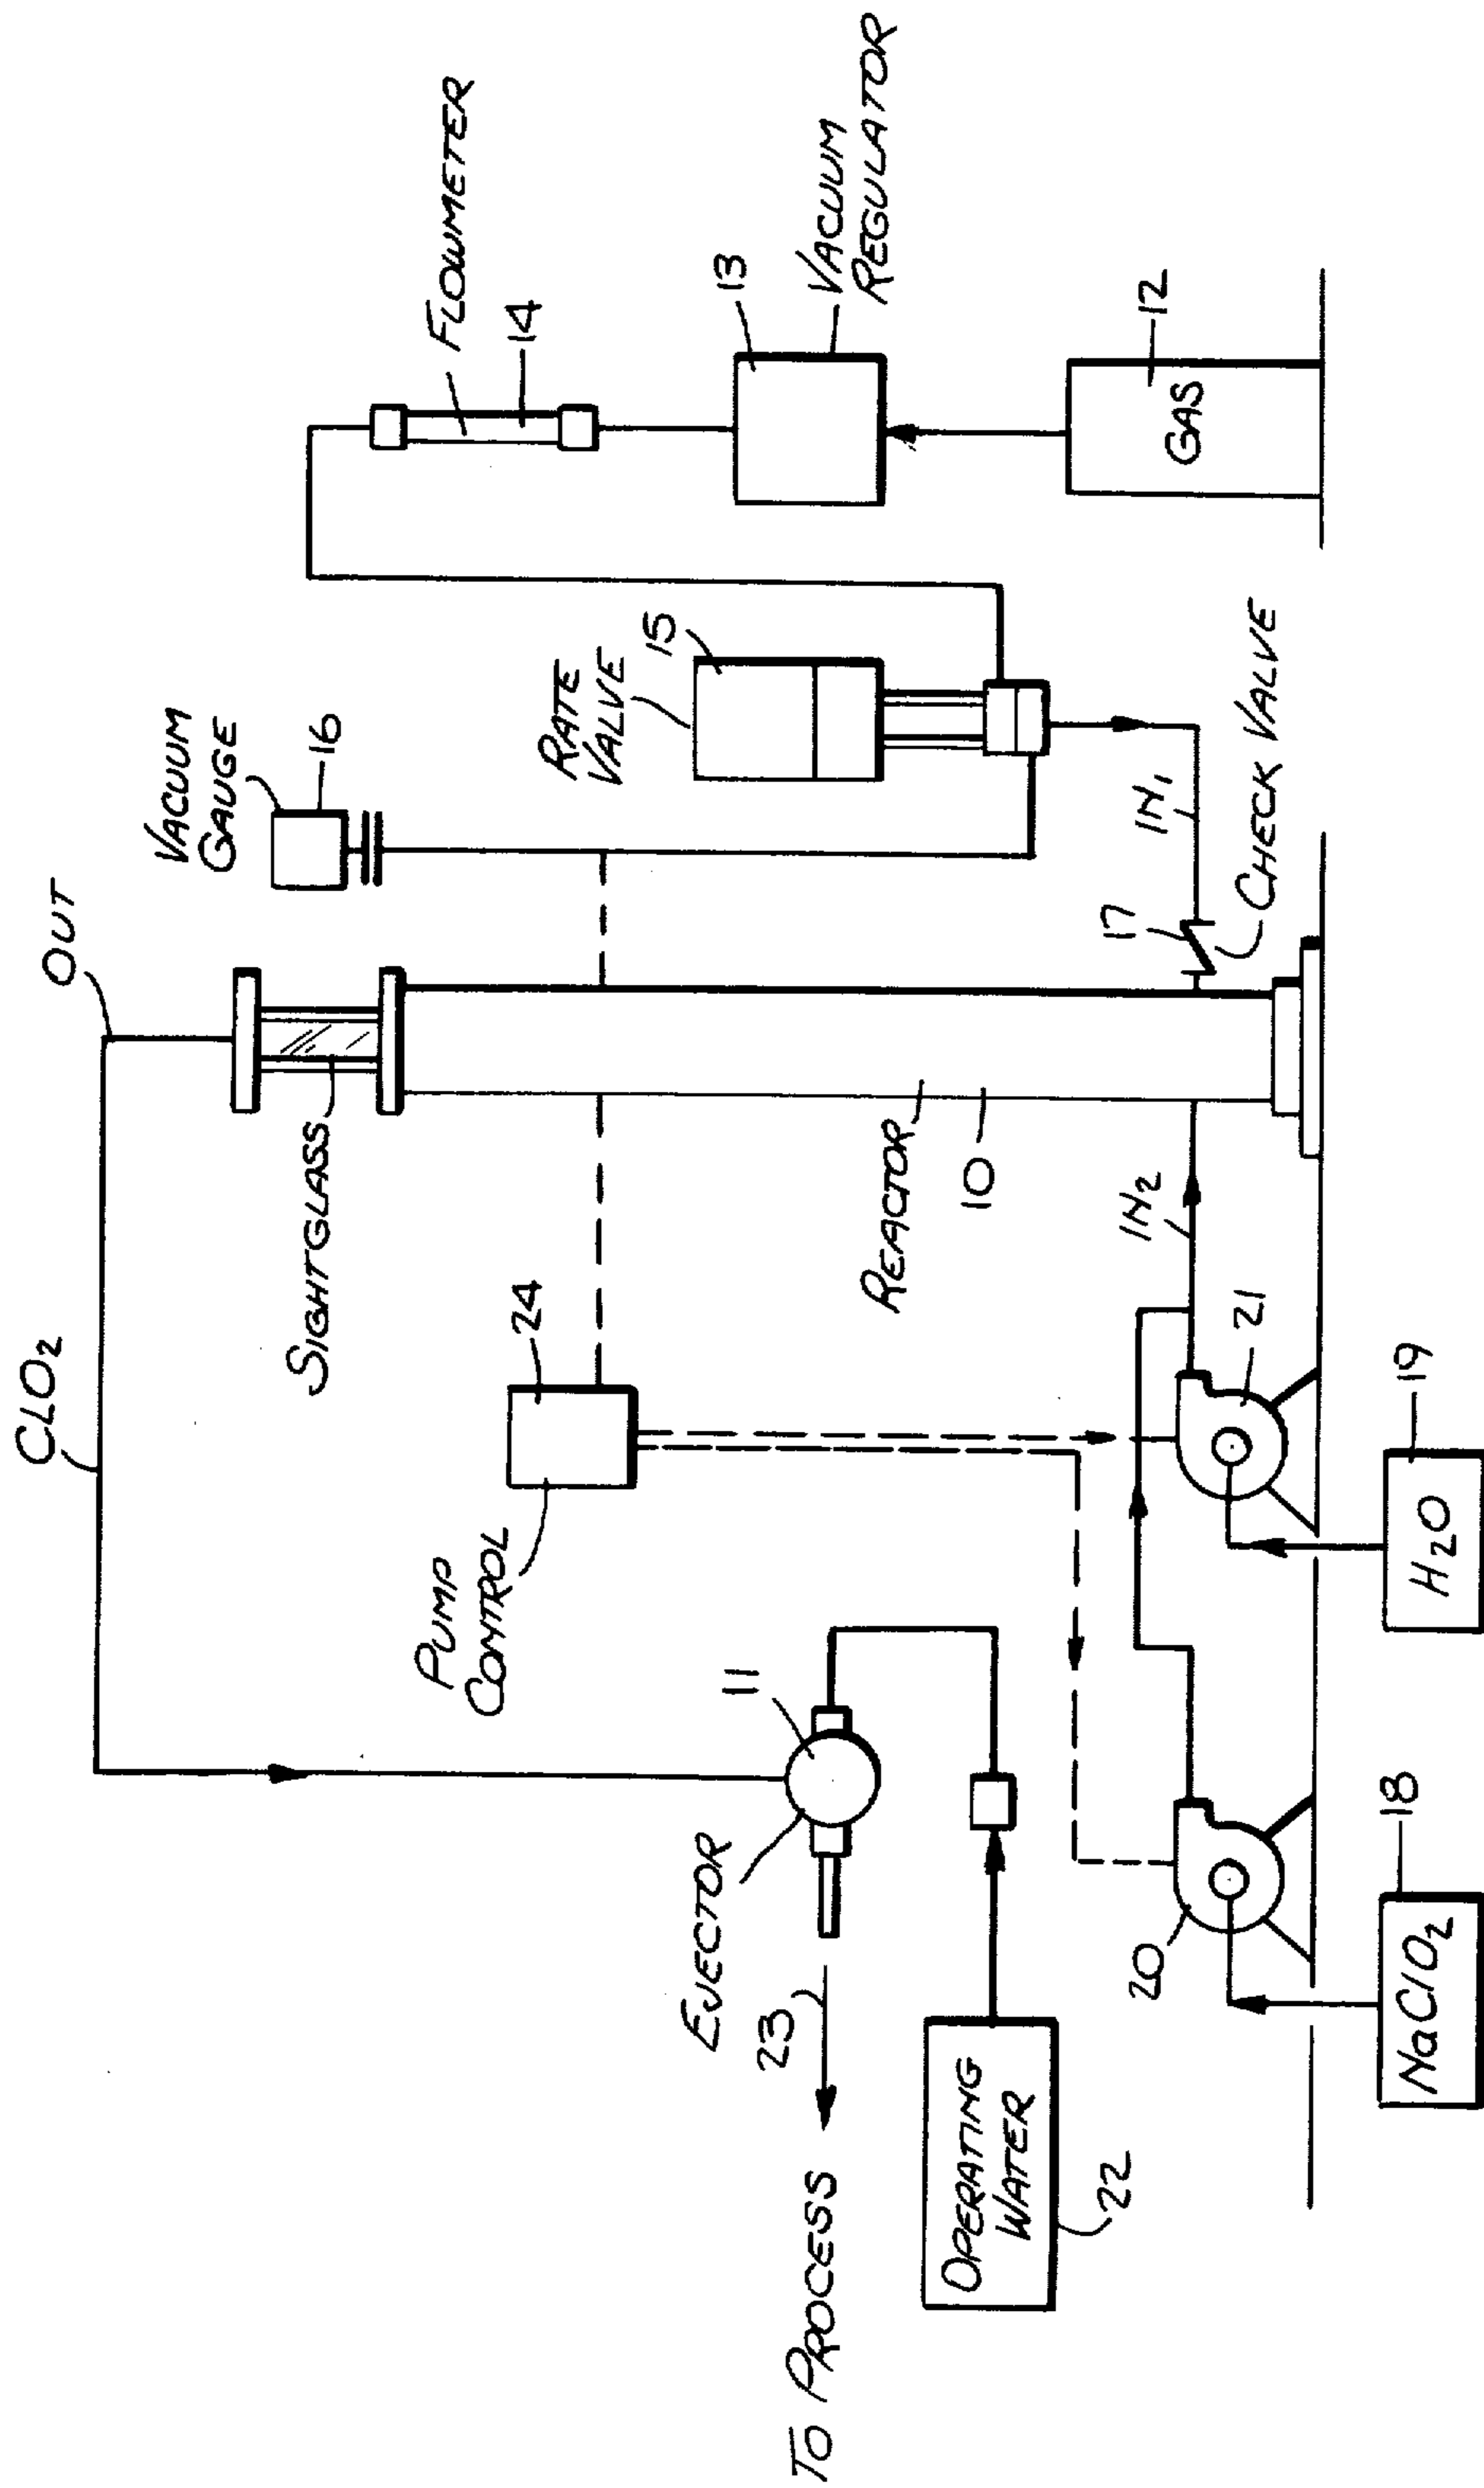 CLO2
OUT
SIGHTGLASS
VACUUM
GAUGE
16
FLOWMETER
14
PUMP
CONTROL
24
RATE
VALVE
15
13
VACUUM
REGULATOR
EJECTOR
11
REACTOR
10
TO PROCESS
23
OPERATING
WATER
22
20
21
IN2
IN1
17
CHECK VALVE
GAS
12
NaClO2
18
H2O
19